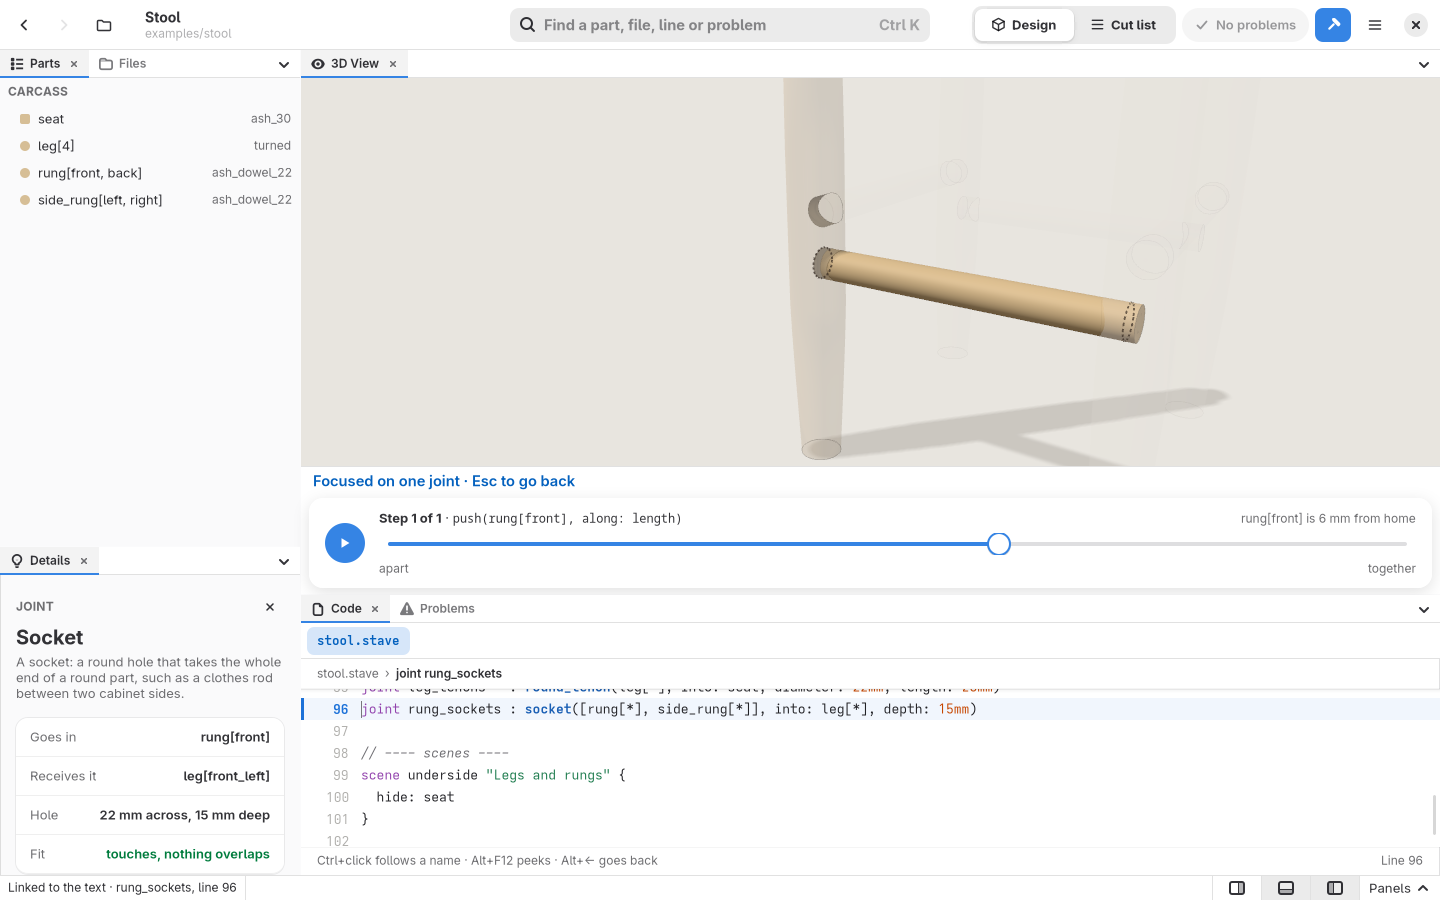 Stool
examples/stool
Find a part, file, line or problem
Ctrl K
Design
Cut list
No problems
Parts
Files
3D View
CARCASS
seat
ash_30
leg[4]
turned
rung[front, back]
ash_dowel_22
side_rung[left, right]
ash_dowel_22
Focused on one joint · Esc to go back
Step 1 of 1 · push(rung[front], along: length)
rung[front] is 6 mm from home
apart
together
Details
JOINT
Socket
A socket: a round hole that takes the whole
end of a round part, such as a clothes rod
between two cabinet sides.
Goes in
rung[front]
Receives it
leg[front_left]
Hole
22 mm across, 15 mm deep
Fit
touches, nothing overlaps
Code
Problems
stool.stave
stool.stave › joint rung_sockets
96 joint rung_sockets : socket([rung[*], side_rung[*]], into: leg[*], depth: 15mm)
97
98 // ---- scenes ----
99 scene underside "Legs and rungs" {
100 hide: seat
101 }
102
Ctrl+click follows a name · Alt+F12 peeks · Alt+← goes back
Line 96
Linked to the text · rung_sockets, line 96
Panels